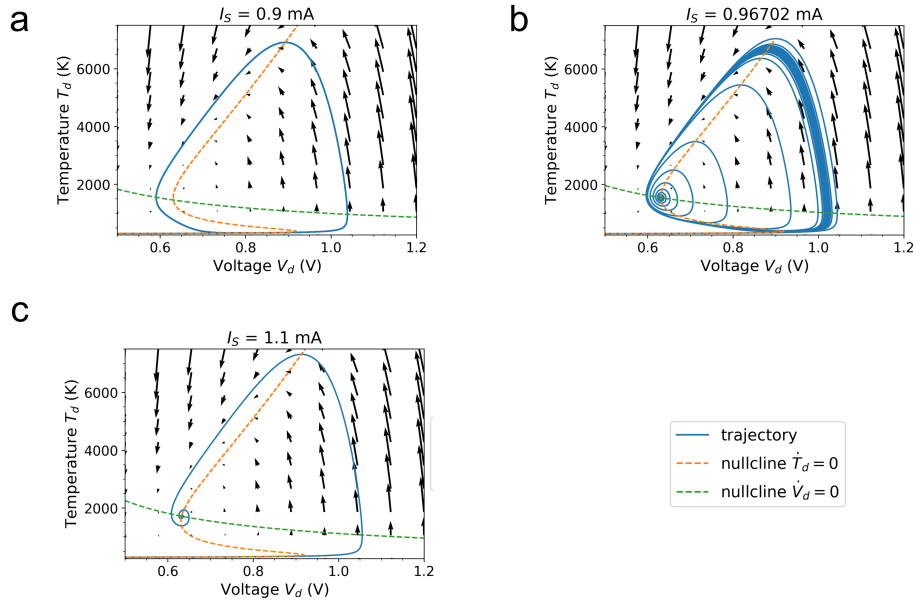 a
I_S = 0.9 mA
Temperature T_d (K)
6000
4000
2000
0.6 0.8 1.0 1.2
Voltage V_d (V)
b
I_S = 0.96702 mA
Temperature T_d (K)
6000
4000
2000
0.6 0.8 1.0 1.2
Voltage V_d (V)
c
I_S = 1.1 mA
Temperature T_d (K)
6000
4000
2000
0.6 0.8 1.0 1.2
Voltage V_d (V)
trajectory
nullcline Ṫ_d = 0
nullcline V̇_d = 0